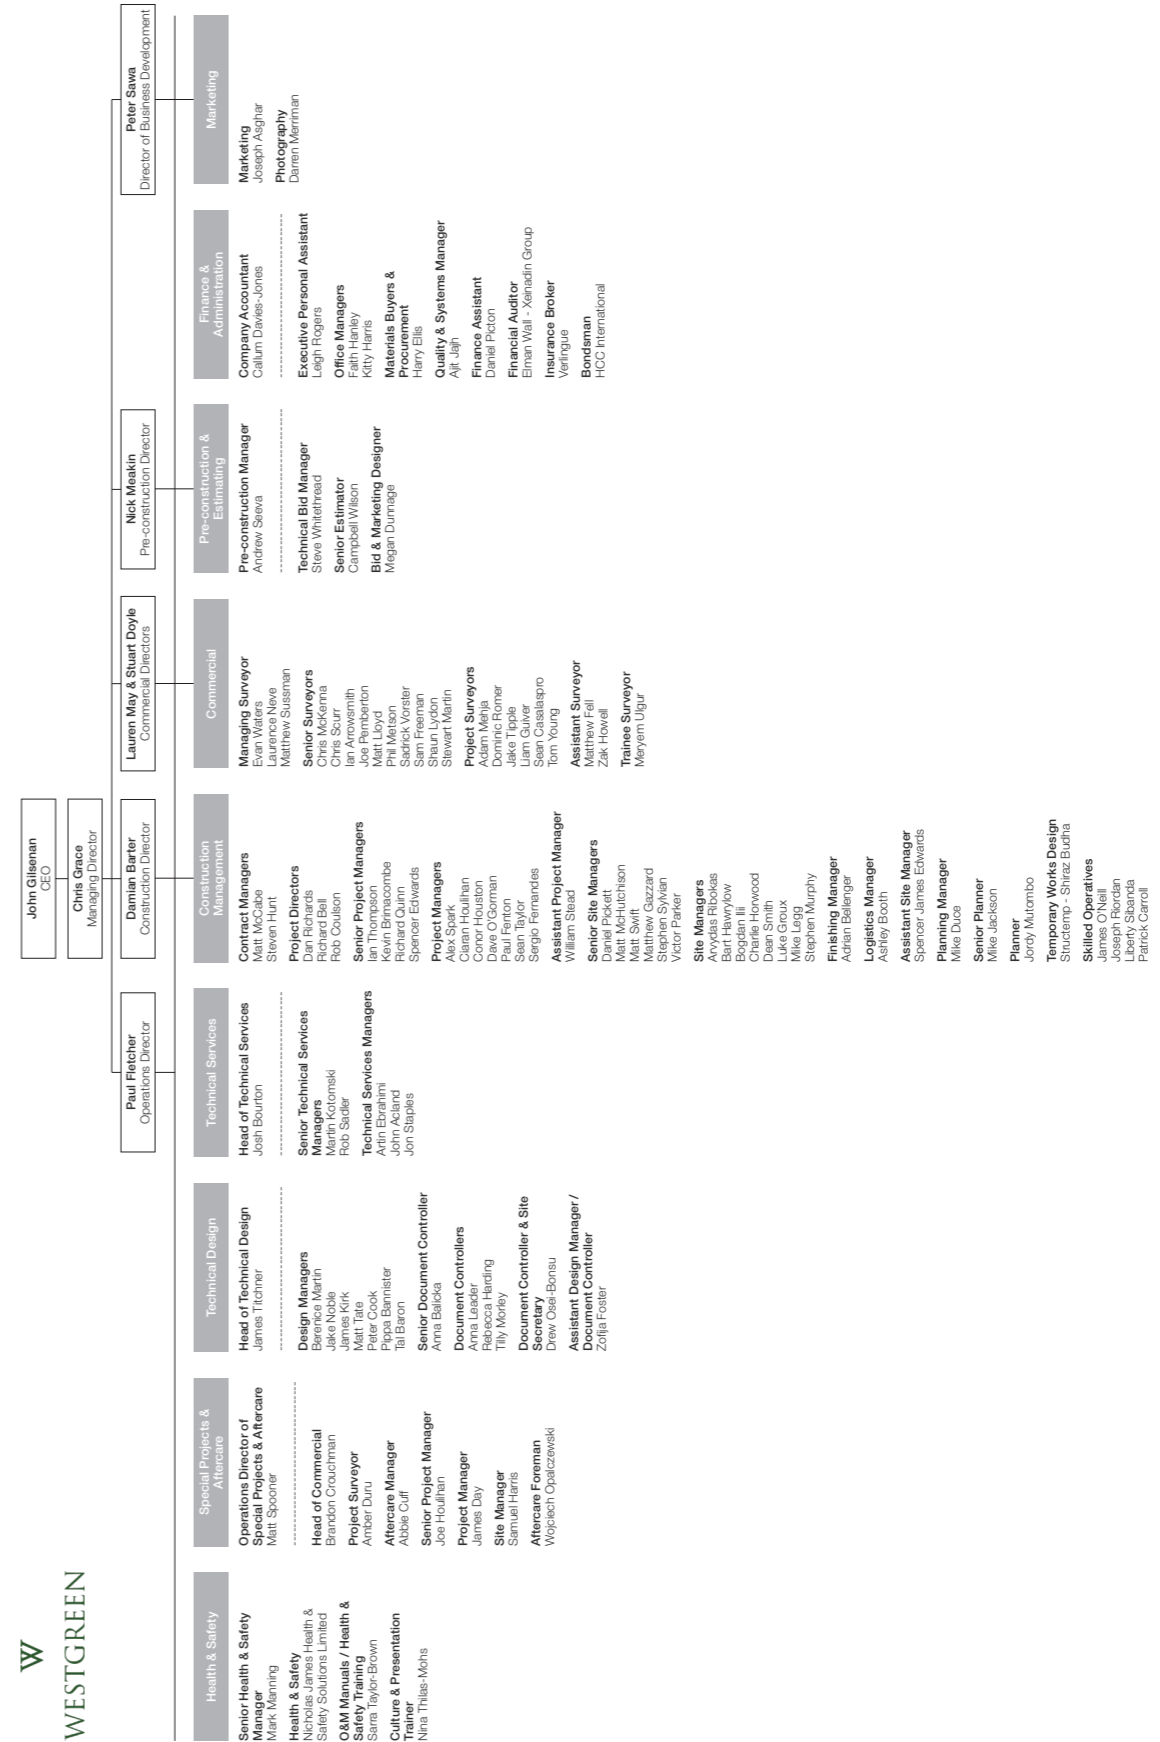 W
WESTGREEN
John Gilsenan
CEO
Chris Grace
Managing Director
Paul Fletcher
Operations Director
Damian Barter
Construction Director
Lauren May & Stuart Doyle
Commercial Directors
Nick Meakin
Pre-construction Director
Peter Sawa
Director of Business Development
Health & Safety
Senior Health & Safety
Manager
Mark Manning
Health & Safety
Nicholas James Health &
Safety Solutions Limited
O&M Manuals / Health &
Safety Training
Sarra Taylor-Brown
Culture & Presentation
Trainer
Nina Thilas-Mohs
Special Projects &
Aftercare
Operations Director of
Special Projects & Aftercare
Matt Spooner
Head of Commercial
Brandon Crouchman
Project Surveyor
Amber Duru
Aftercare Manager
Abbie Cuff
Senior Project Manager
Joe Houlihan
Project Manager
James Day
Site Manager
Samuel Harris
Aftercare Foreman
Wojciech Opalczewski
Technical Design
Head of Technical Design
James Titchner
Design Managers
Berenice Martin
Jake Noble
James Kirk
Matt Tate
Peter Cook
Pippa Bannister
Tal Baron
Senior Document Controller
Anna Balicka
Document Controllers
Anna Leader
Rebecca Harding
Tilly Morley
Document Controller & Site
Secretary
Drew Osei-Bonsu
Assistant Design Manager /
Document Controller
Zofija Foster
Technical Services
Head of Technical Services
Josh Bourton
Senior Technical Services
Managers
Martin Kotomski
Rob Sadler
Technical Services Managers
Artin Ebrahimi
John Acland
Jon Staples
Construction
Management
Contract Managers
Matt McCabe
Steven Hunt
Project Directors
Dan Richards
Richard Bell
Rob Coulson
Senior Project Managers
Ian Thompson
Kevin Brimacombe
Richard Quinn
Spencer Edwards
Project Managers
Alex Spark
Ciaran Houlihan
Conor Houston
Dave O'Gorman
Paul Fenton
Sean Taylor
Sergio Fernandes
Assistant Project Manager
William Stead
Senior Site Managers
Daniel Pickett
Matt McHutchison
Matt Swift
Matthew Gazzard
Stephen Sylvian
Victor Parker
Site Managers
Arvydas Ribokas
Bart Hawrylow
Bogdan Ilii
Charlie Horwood
Dean Smith
Luke Groux
Mike Legg
Stephen Murphy
Finishing Manager
Adrian Bellenger
Logistics Manager
Ashley Booth
Assistant Site Manager
Spencer James Edwards
Planning Manager
Mike Duce
Senior Planner
Mike Jackson
Planner
Jordy Mutombo
Temporary Works Design
Structemp - Shiraz Budha
Skilled Operatives
James O'Neil
Joseph Riordan
Liberty Sibanda
Patrick Carroll
Commercial
Managing Surveyor
Evan Waters
Laurence Neve
Matthew Sussman
Senior Surveyors
Chris McKenna
Chris Scurr
Ian Arrowsmith
Joe Pemberton
Matt Lloyd
Phil Metson
Sadrick Vorster
Sam Freeman
Shaun Lydon
Stewart Martin
Project Surveyors
Adam Mehja
Dominic Romer
Jake Tipple
Liam Guiver
Sean Casalaspro
Tom Young
Assistant Surveyor
Matthew Fell
Zak Howell
Trainee Surveyor
Meryem Ulgur
Pre-construction &
Estimating
Pre-construction Manager
Andrew Seeva
Technical Bid Manager
Steve Whitethread
Senior Estimator
Campbell Wilson
Bid & Marketing Designer
Megan Dunnage
Finance &
Administration
Company Accountant
Callum Davies-Jones
Executive Personal Assistant
Leigh Rogers
Office Managers
Faith Hanley
Kitty Harris
Materials Buyers &
Procurement
Harry Ellis
Quality & Systems Manager
Ajit Jajh
Finance Assistant
Daniel Picton
Financial Auditor
Elman Wall - Xeinadin Group
Insurance Broker
Verlingue
Bondsman
HCC International
Marketing
Marketing
Joseph Asghar
Photography
Darren Merriman